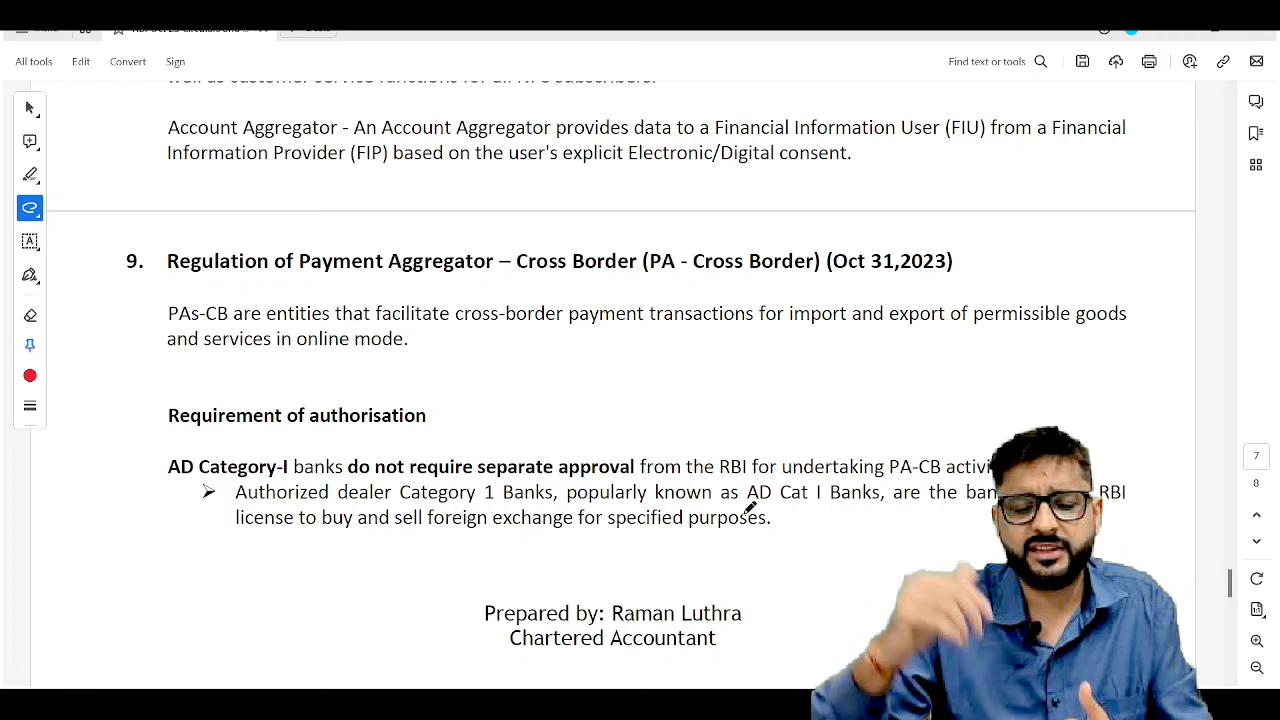 All tools Edit Convert Sign Find text or tools
Account Aggregator - An Account Aggregator provides data to a Financial Information User (FIU) from a Financial
Information Provider (FIP) based on the user's explicit Electronic/Digital consent.
9. Regulation of Payment Aggregator – Cross Border (PA - Cross Border) (Oct 31,2023)
PAs-CB are entities that facilitate cross-border payment transactions for import and export of permissible goods
and services in online mode.
Requirement of authorisation
AD Category-I banks do not require separate approval from the RBI for undertaking PA-CB
➢ Authorized dealer Category 1 Banks, popularly known as AD Cat I Banks, are the RBI
license to buy and sell foreign exchange for specified purposes.
7
8
Prepared by: Raman Luthra
Chartered Accountant